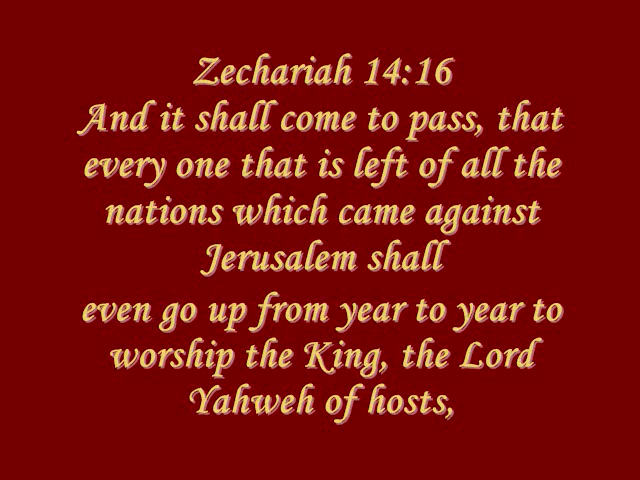 Zechariah 14:16
And it shall come to pass, that
every one that is left of all the
nations which came against
Jerusalem shall
even go up from year to year to
worship the King, the Lord
Yahweh of hosts,